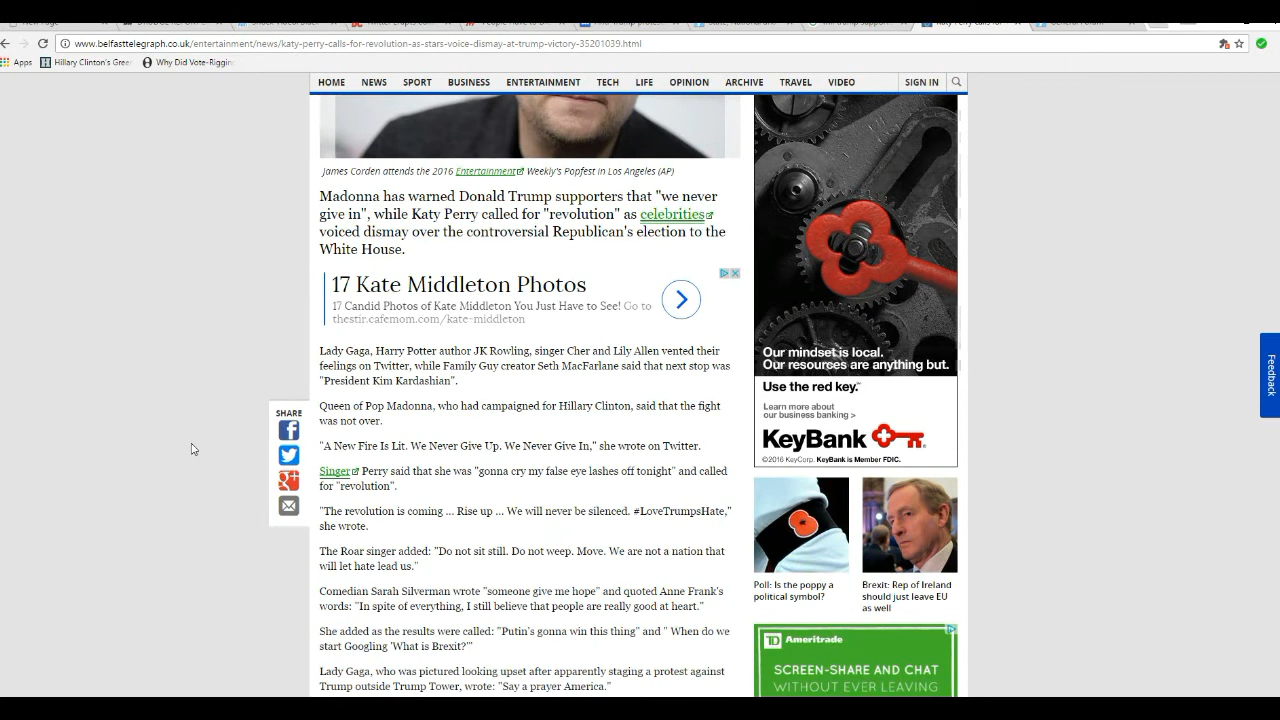 www.belfasttelegraph.co.uk/entertainment/news/katy-perry-calls-for-revolution-as-stars-voice-dismay-at-trump-victory-35201039.html
Apps Hillary Clinton's Gree Why Did Vote-Rigging
HOME NEWS SPORT BUSINESS ENTERTAINMENT TECH LIFE OPINION ARCHIVE TRAVEL VIDEO SIGN IN
James Corden attends the 2016 Entertainment Weekly's Popfest in Los Angeles (AP)
Madonna has warned Donald Trump supporters that "we never
give in", while Katy Perry called for "revolution" as celebrities
voiced dismay over the controversial Republican's election to the
White House.
17 Kate Middleton Photos
17 Candid Photos of Kate Middleton You Just Have to See! Go to
thestir.cafemom.com/kate-middleton
Lady Gaga, Harry Potter author JK Rowling, singer Cher and Lily Allen vented their
feelings on Twitter, while Family Guy creator Seth MacFarlane said that next stop was
"President Kim Kardashian".
Queen of Pop Madonna, who had campaigned for Hillary Clinton, said that the fight
was not over.
"A New Fire Is Lit. We Never Give Up. We Never Give In," she wrote on Twitter.
Singer Perry said that she was "gonna cry my false eye lashes off tonight" and called
for "revolution".
"The revolution is coming ... Rise up ... We will never be silenced. #LoveTrumpsHate,"
she wrote.
The Roar singer added: "Do not sit still. Do not weep. Move. We are not a nation that
will let hate lead us."
Comedian Sarah Silverman wrote "someone give me hope" and quoted Anne Frank's
words: "In spite of everything, I still believe that people are really good at heart."
She added as the results were called: "Putin's gonna win this thing" and " When do we
start Googling 'What is Brexit?'"
Lady Gaga, who was pictured looking upset after apparently staging a protest against
Trump outside Trump Tower, wrote: "Say a prayer America."
SHARE
Our mindset is local.
Our resources are anything but.
Use the red key.™
Learn more about
our business banking >
KeyBank
©2016 KeyCorp. KeyBank is Member FDIC.
Poll: Is the poppy a
political symbol?
Brexit: Rep of Ireland
should just leave EU
as well
TD Ameritrade
SCREEN-SHARE AND CHAT
WITHOUT EVER LEAVING
Feedback